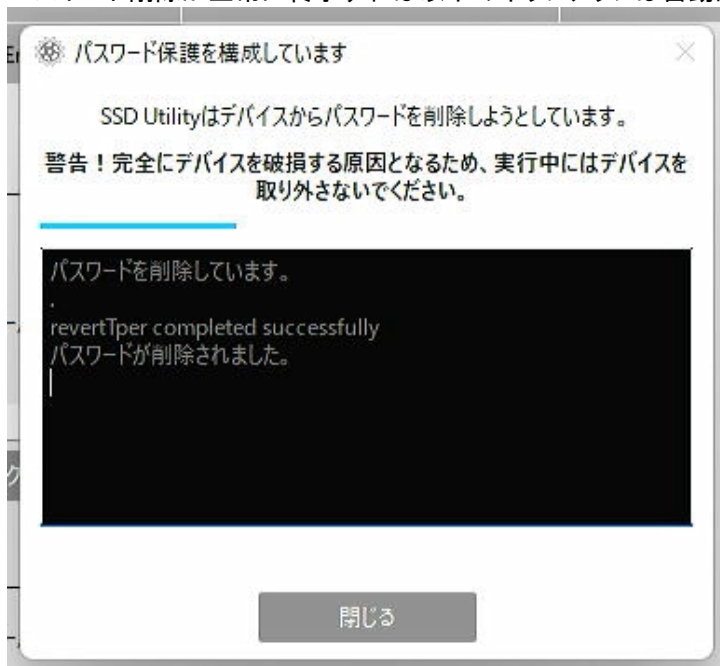 パスワード保護を構成しています
SSD Utilityはデバイスからパスワードを削除しようとしています。
警告！完全にデバイスを破損する原因となるため、実行中にはデバイスを
取り外さないでください。
パスワードを削除しています。
.
revertTper completed successfully
パスワードが削除されました。
閉じる